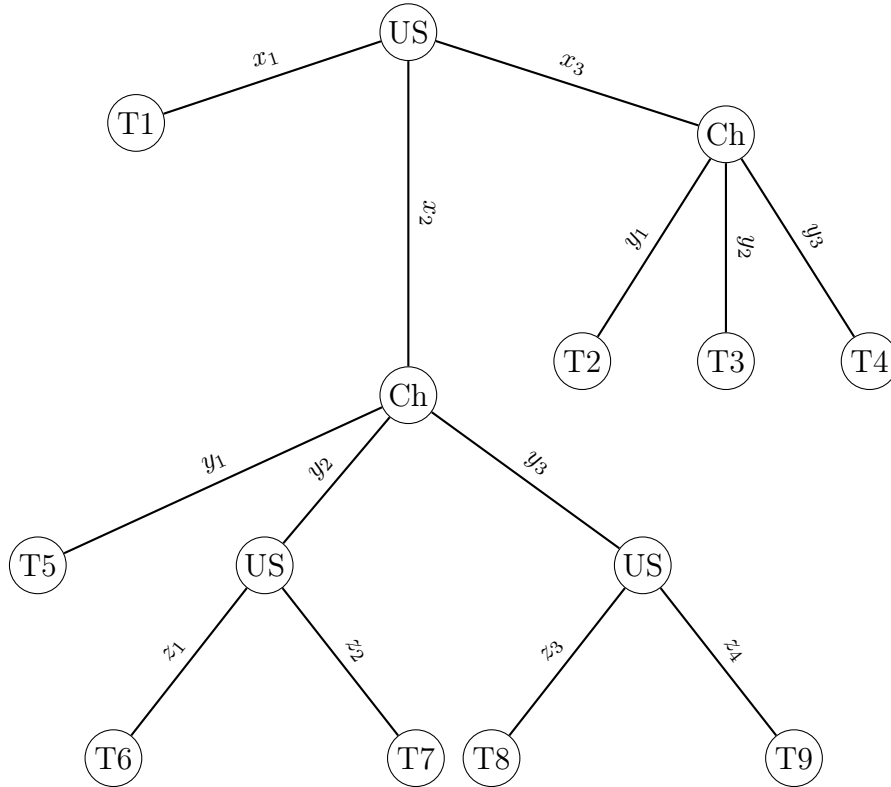 US
x₁
x₃
T1
Ch
x₂
y₁
y₂
y₃
T2
T3
T4
Ch
y₁
y₂
y₃
T5
US
US
z₁
z₂
z₃
z₄
T6
T7
T8
T9